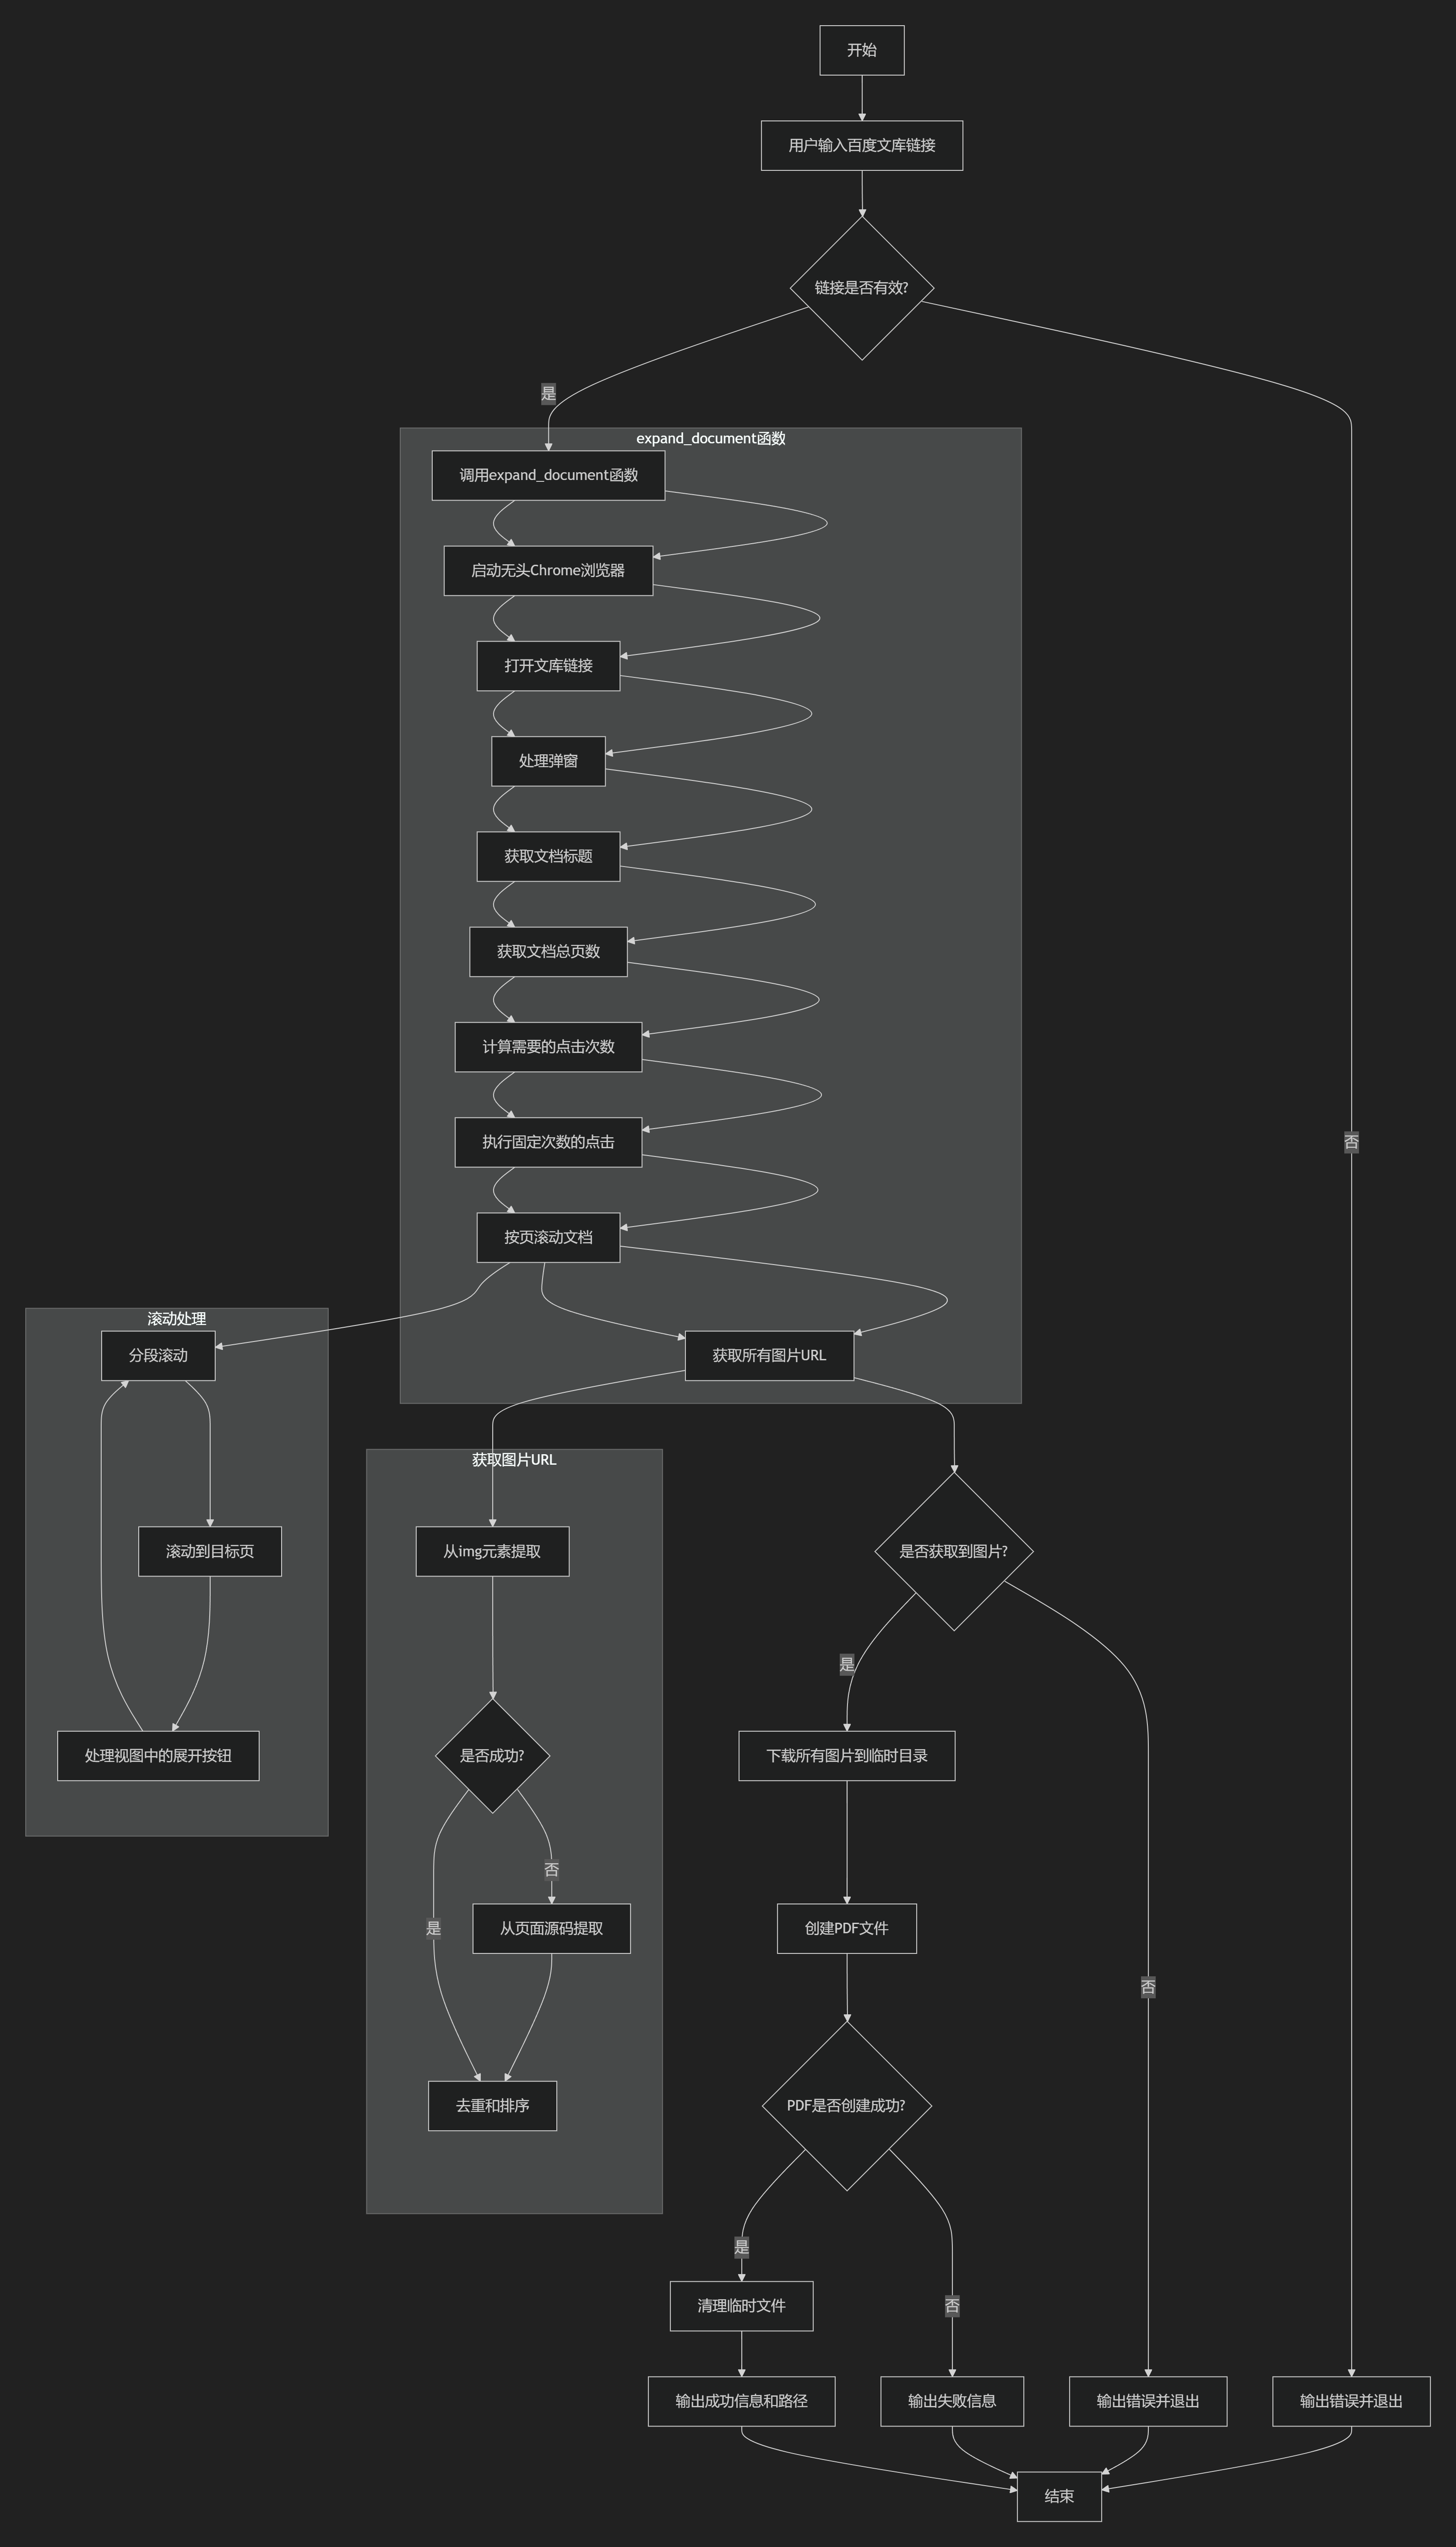 开始
用户输入百度文库链接
链接是否有效?
是
expand_document函数
调用expand_document函数
启动无头Chrome浏览器
打开文库链接
处理弹窗
获取文档标题
获取文档总页数
计算需要的点击次数
执行固定次数的点击
否
按页滚动文档
滚动处理
分段滚动
获取所有图片URL
获取图片URL
滚动到目标页
从img元素提取
是否获取到图片?
是
处理视图中的展开按钮
是否成功?
下载所有图片到临时目录
否
是
从页面源码提取
创建PDF文件
否
去重和排序
PDF是否创建成功?
是
清理临时文件
否
输出成功信息和路径
输出失败信息
输出错误并退出
输出错误并退出
结束